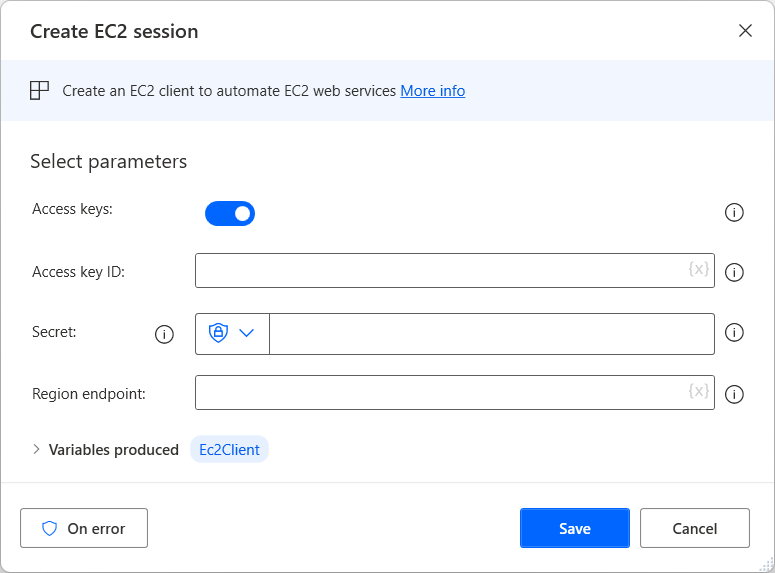 Create EC2 session
Create an EC2 client to automate EC2 web services More info
Select parameters
Access keys:
Access key ID:
{x}
Secret:
Region endpoint:
{x}
Variables produced Ec2Client
On error
Save
Cancel